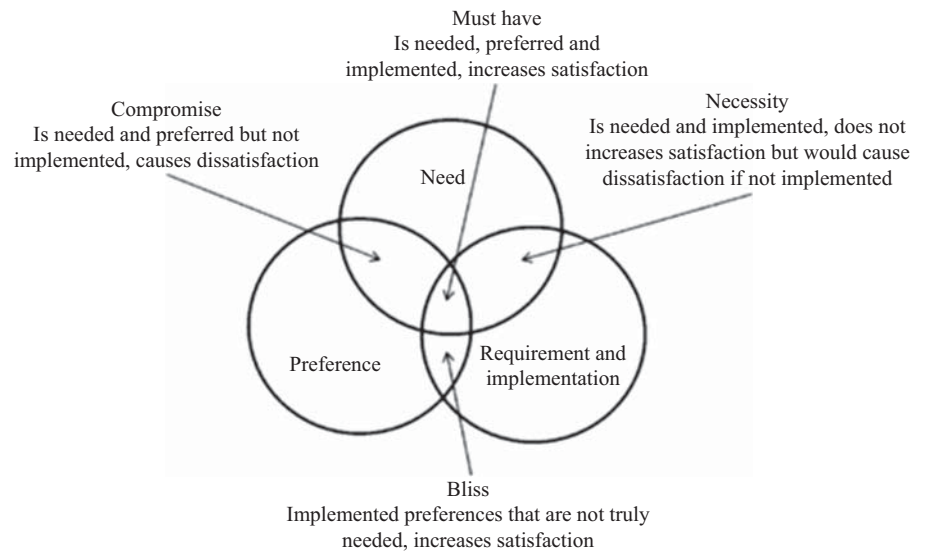 Must have
Is needed, preferred and
implemented, increases satisfaction
Compromise
Is needed and preferred but not
implemented, causes dissatisfaction
Necessity
Is needed and implemented, does not
increases satisfaction but would cause
dissatisfaction if not implemented
Need
Preference
Requirement and
implementation
Bliss
Implemented preferences that are not truly
needed, increases satisfaction